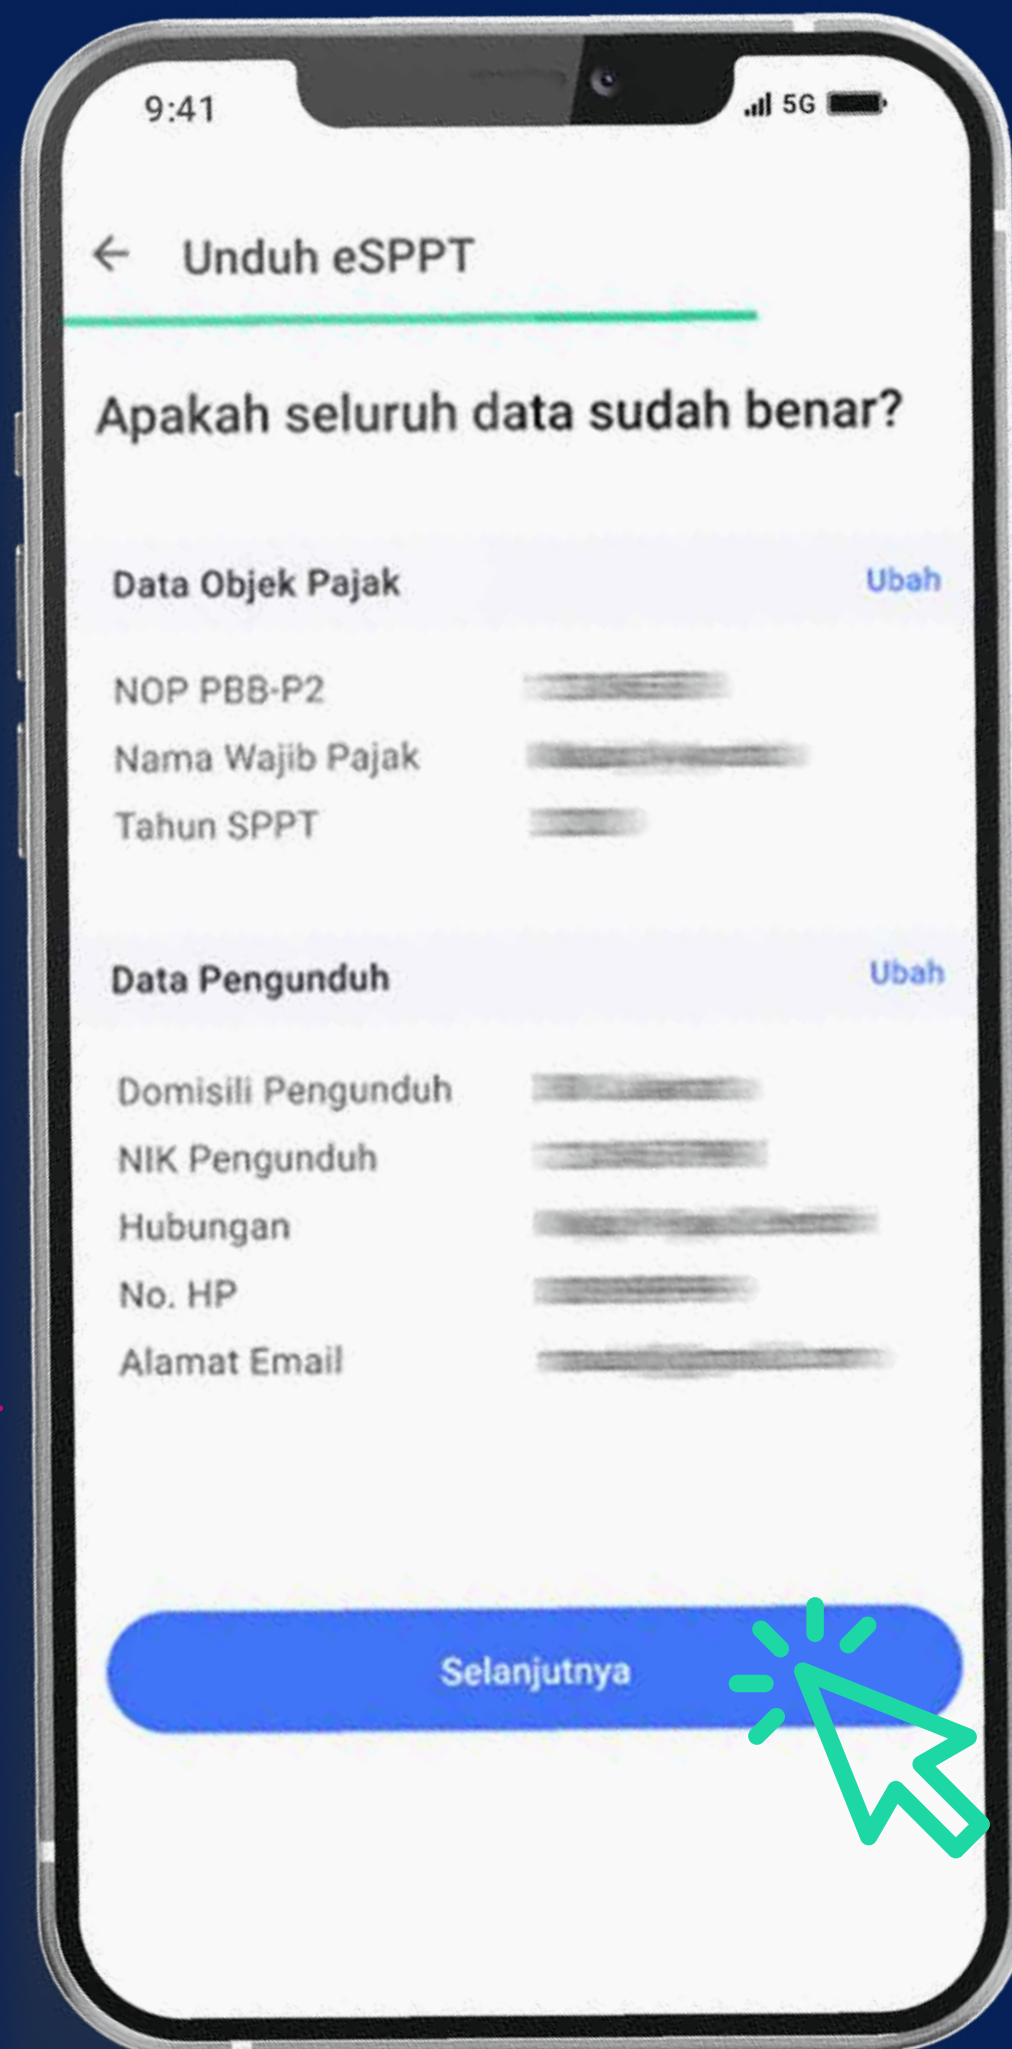 9:41
5G
Unduh eSPPT
Apakah seluruh data sudah benar?
Data Objek Pajak Ubah
NOP PBB-P2
Nama Wajib Pajak
Tahun SPPT
Data Pengunduh Ubah
Domisili Pengunduh
NIK Pengunduh
Hubungan
No. HP
Alamat Email
Selanjutnya